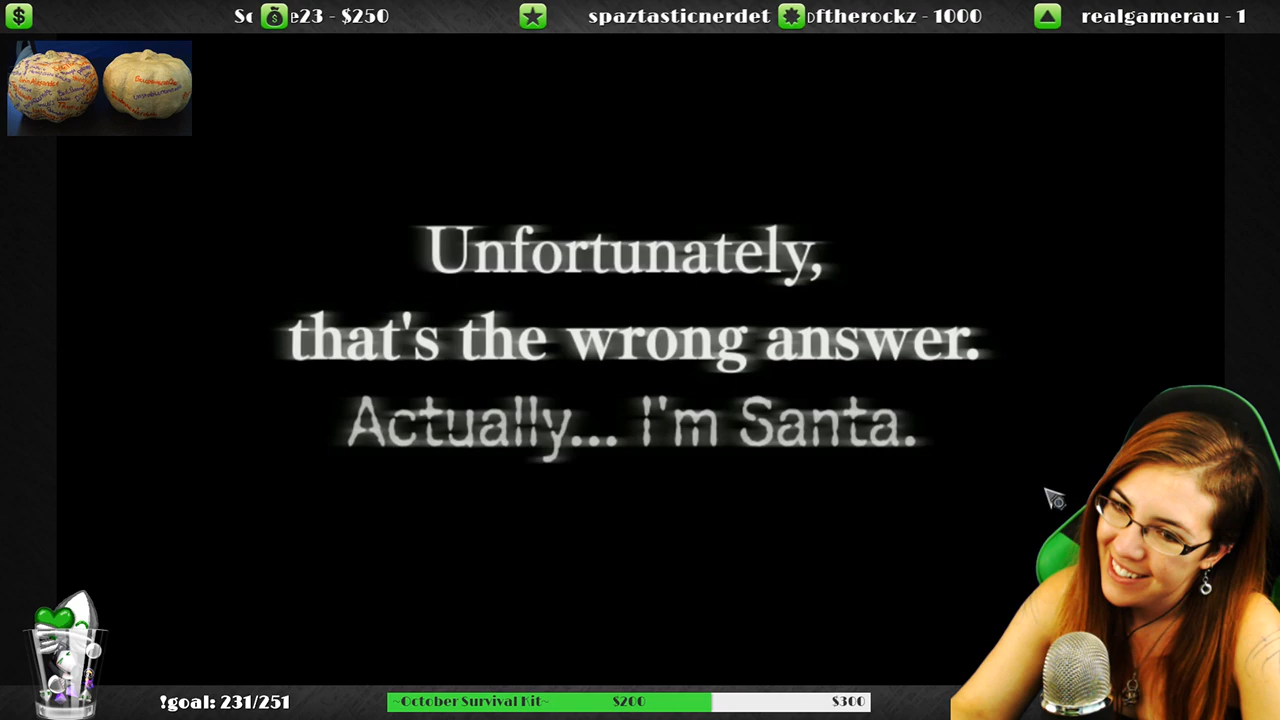 $250
spaztasticnerdet
oftherockz - 1000
realgamerau - 1
Unfortunately,
that's the wrong answer.
Actually... I'm Santa.
!goal: 231/251
~October Survival Kit~ $200 $300